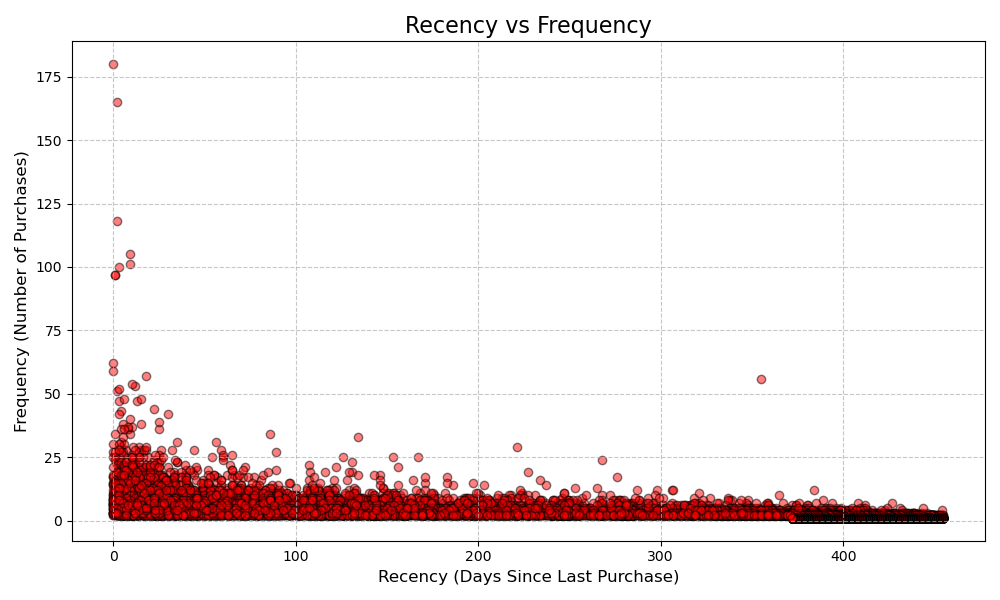 Recency vs Frequency
175
150
125
100
75
50
25
0
Frequency (Number of Purchases)
0 100 200 300 400
Recency (Days Since Last Purchase)